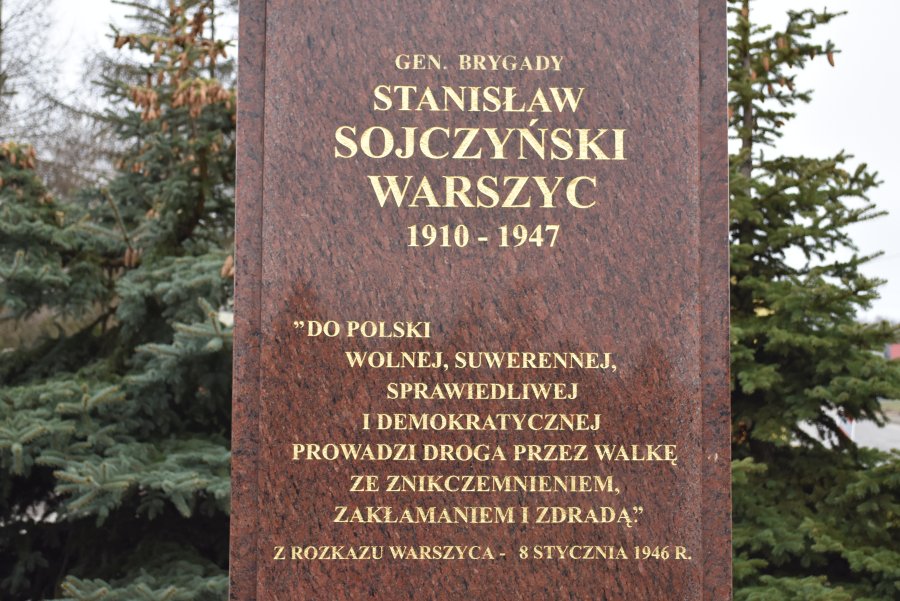 GEN. BRYGADY
STANISŁAW
SOJCZYŃSKI
WARSZYC
1910 - 1947
”DO POLSKI
WOLNEJ, SUWERENNEJ,
SPRAWIEDLIWEJ
I DEMOKRATYCZNEJ
PROWADZI DROGA PRZEZ WALKĘ
ZE ZNIKCZEMNIENIEM,
ZAKŁAMANIEM I ZDRADĄ.”
Z ROZKAZU WARSZYCA - 8 STYCZNIA 1946 R.